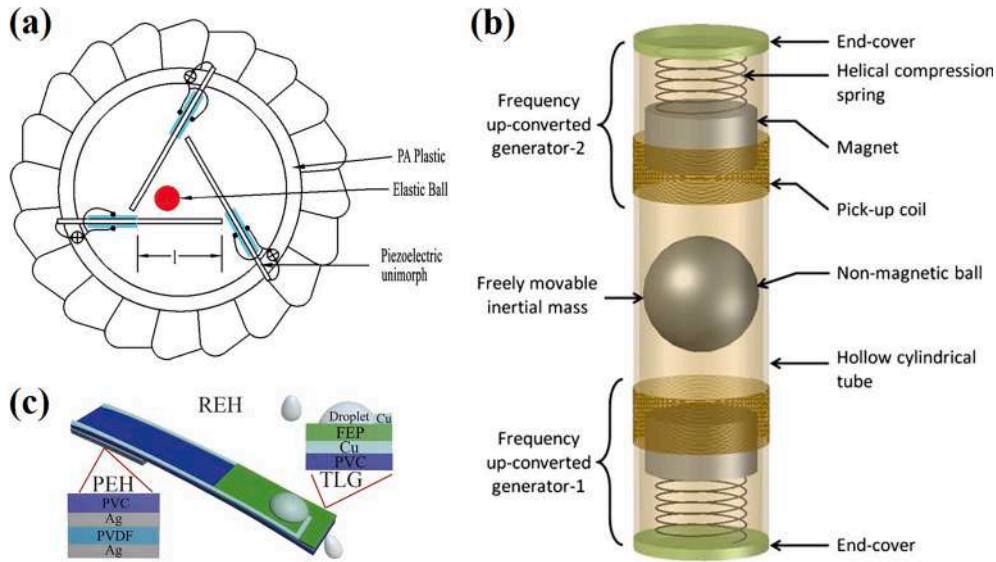 (a)
PA Plastic
Elastic Ball
Piezoelectric
unimorph
l
(b)
Frequency
up-converted
generator-2
Freely movable
inertial mass
Frequency
up-converted
generator-1
End-cover
Helical compression
spring
Magnet
Pick-up coil
Non-magnetic ball
Hollow cylindrical
tube
End-cover
(c)
REH
Droplet Cu
FEP
Cu
PVC
TLG
PEH
PVC
Ag
PVDF
Ag